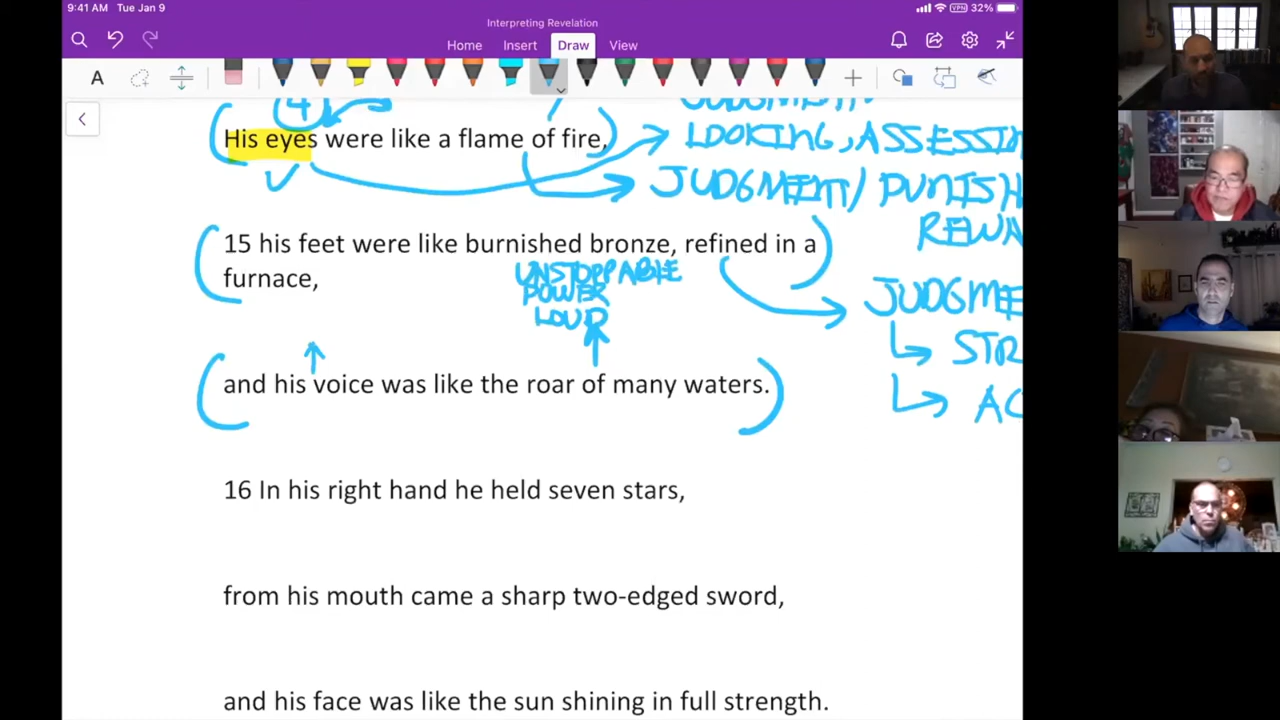 9:41 AM Tue Jan 9
VPN 32%
Interpreting Revelation
Home Insert Draw View
A
4
His eyes were like a flame of fire,
LOOKING, ASSESSIN
JUDGMENT/ PUNISH
REWA
15 his feet were like burnished bronze, refined in a
furnace,
UNSTOPPABLE
POWER
LOUD
JUDGME
STR
AC
and his voice was like the roar of many waters.
16 In his right hand he held seven stars,
from his mouth came a sharp two-edged sword,
and his face was like the sun shining in full strength.